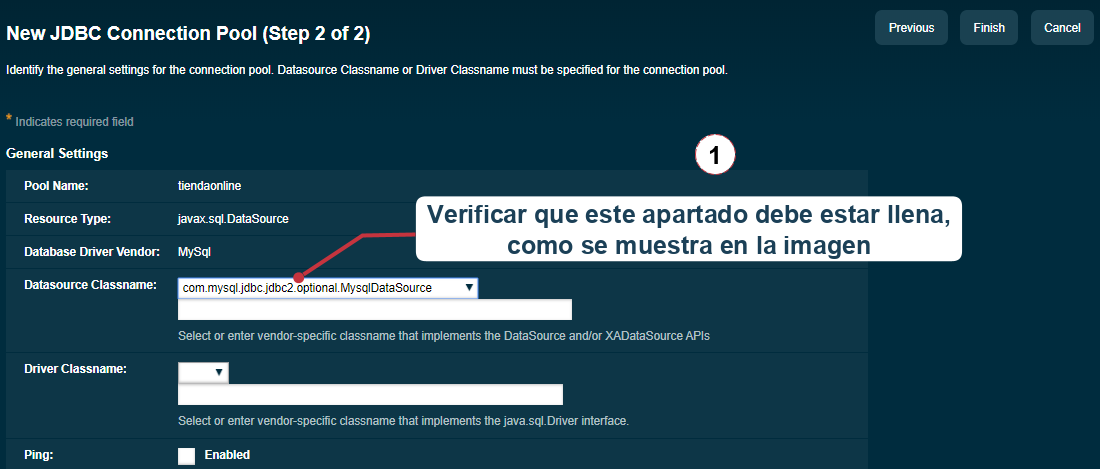 New JDBC Connection Pool (Step 2 of 2)
Previous
Finish
Cancel
Identify the general settings for the connection pool. Datasource Classname or Driver Classname must be specified for the connection pool.
* Indicates required field
General Settings
1
Pool Name: tiendaonline
Resource Type: javax.sql.DataSource
Verificar que este apartado debe estar llena,
como se muestra en la imagen
Database Driver Vendor: MySql
Datasource Classname: com.mysql.jdbc.jdbc2.optional.MysqlDataSource
Select or enter vendor-specific classname that implements the DataSource and/or XADataSource APIs
Driver Classname:
Select or enter vendor-specific classname that implements the java.sql.Driver interface.
Ping: Enabled